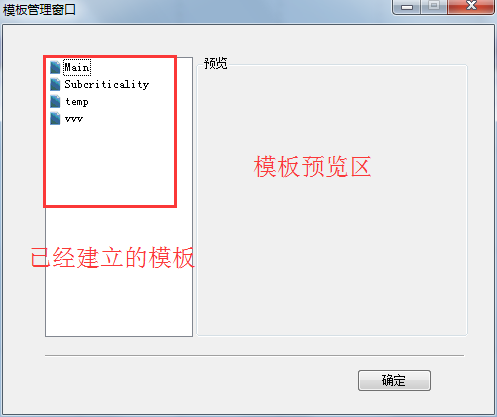 模板管理窗口
Main
Subcriticality
temp
vvv
预览
模板预览区
已经建立的模板
确定